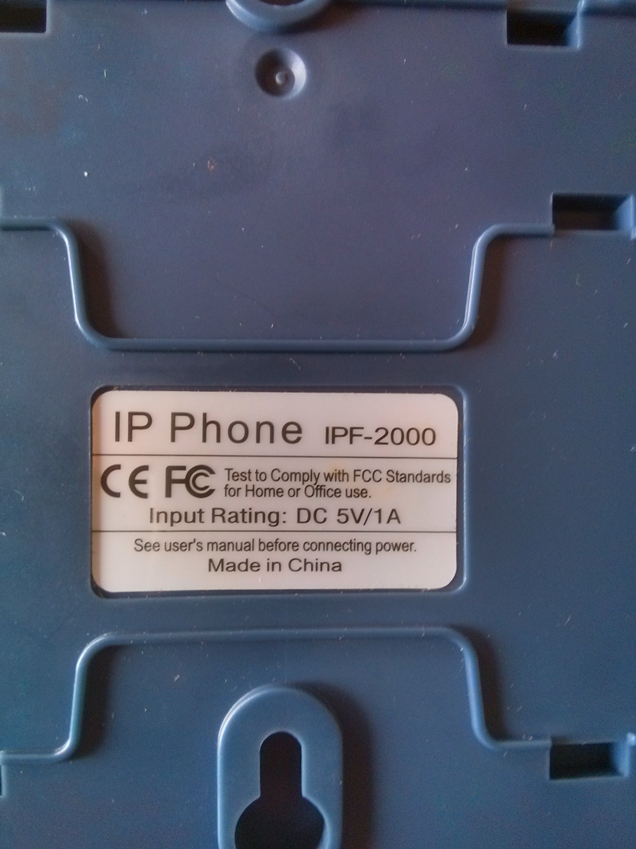 IP Phone IPF-2000
CE FC Test to Comply with FCC Standards
for Home or Office use.
Input Rating: DC 5V/1A
See user's manual before connecting power.
Made in China